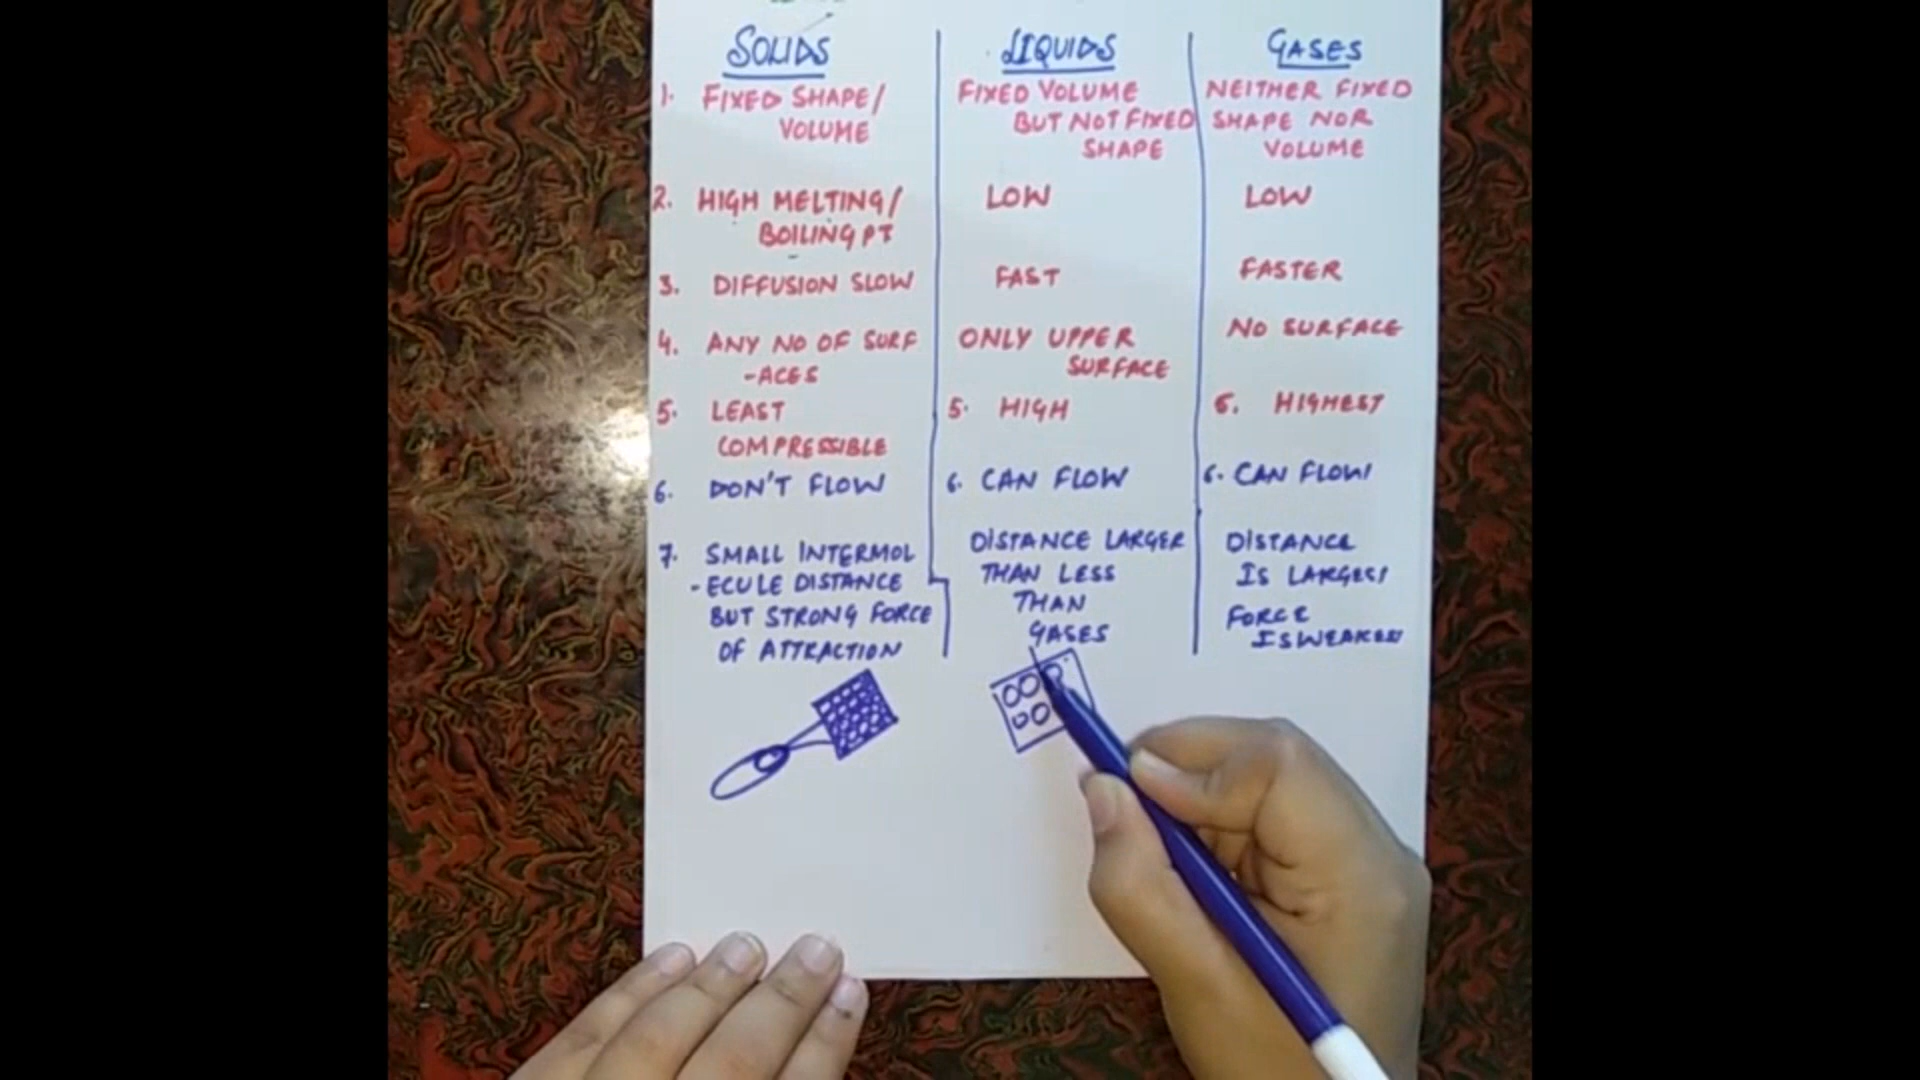 SOLIDS
1. FIXED SHAPE/
VOLUME
2. HIGH MELTING/
BOILING PT
3. DIFFUSION SLOW
4. ANY NO OF SURF
-ACES
5. LEAST
COMPRESSIBLE
6. DON'T FLOW
7. SMALL INTERMOL
-ECULE DISTANCE
BUT STRONG FORCE
OF ATTRACTION
LIQUIDS
FIXED VOLUME
BUT NOT FIXED
SHAPE
LOW
FAST
ONLY UPPER
SURFACE
5. HIGH
6. CAN FLOW
DISTANCE LARGER
THAN LESS
THAN
GASES
GASES
NEITHER FIXED
SHAPE NOR
VOLUME
LOW
FASTER
NO SURFACE
5. HIGHEST
6. CAN FLOW
DISTANCE
IS LARGEST
FORCE
IS WEAKEST